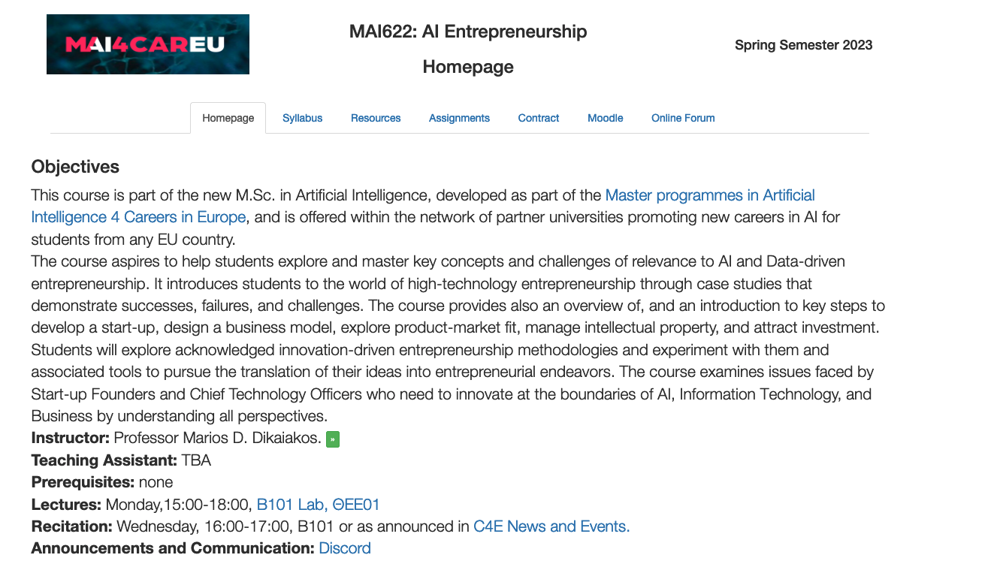 MAI4CAREU
MAI622: AI Entrepreneurship
Homepage
Spring Semester 2023
Homepage Syllabus Resources Assignments Contract Moodle Online Forum
Objectives
This course is part of the new M.Sc. in Artificial Intelligence, developed as part of the Master programmes in Artificial
Intelligence 4 Careers in Europe, and is offered within the network of partner universities promoting new careers in AI for
students from any EU country.
The course aspires to help students explore and master key concepts and challenges of relevance to AI and Data-driven
entrepreneurship. It introduces students to the world of high-technology entrepreneurship through case studies that
demonstrate successes, failures, and challenges. The course provides also an overview of, and an introduction to key steps to
develop a start-up, design a business model, explore product-market fit, manage intellectual property, and attract investment.
Students will explore acknowledged innovation-driven entrepreneurship methodologies and experiment with them and
associated tools to pursue the translation of their ideas into entrepreneurial endeavors. The course examines issues faced by
Start-up Founders and Chief Technology Officers who need to innovate at the boundaries of AI, Information Technology, and
Business by understanding all perspectives.
Instructor: Professor Marios D. Dikaiakos. »
Teaching Assistant: TBA
Prerequisites: none
Lectures: Monday,15:00-18:00, B101 Lab, ΘΕΕ01
Recitation: Wednesday, 16:00-17:00, B101 or as announced in C4E News and Events.
Announcements and Communication: Discord